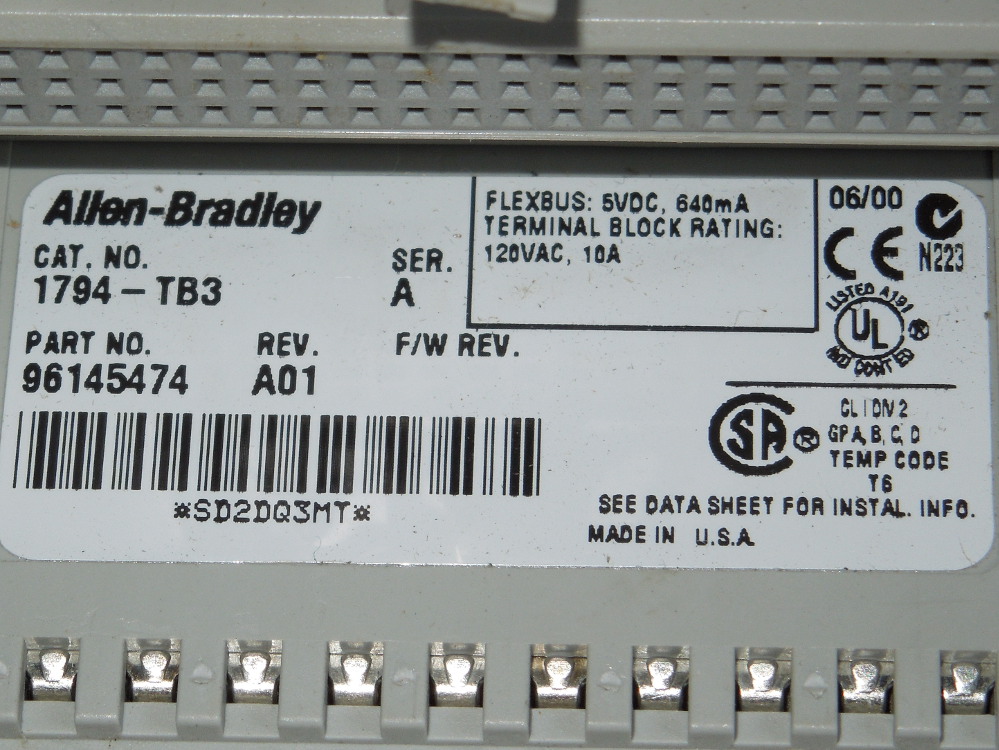 Allen-Bradley
CAT. NO.
1794-TB3
SER.
A
PART NO.
96145474
REV.
A01
F/W REV.
*SD2DQ3MT*
FLEXBUS: 5VDC, 640mA
TERMINAL BLOCK RATING:
120VAC, 10A
06/00
CE
N223
LISTED A191
UL ®
IND CONT EQ
SA ®
CL I DIV 2
GP A, B, C, D
TEMP CODE
T6
SEE DATA SHEET FOR INSTAL. INFO.
MADE IN U.S.A.